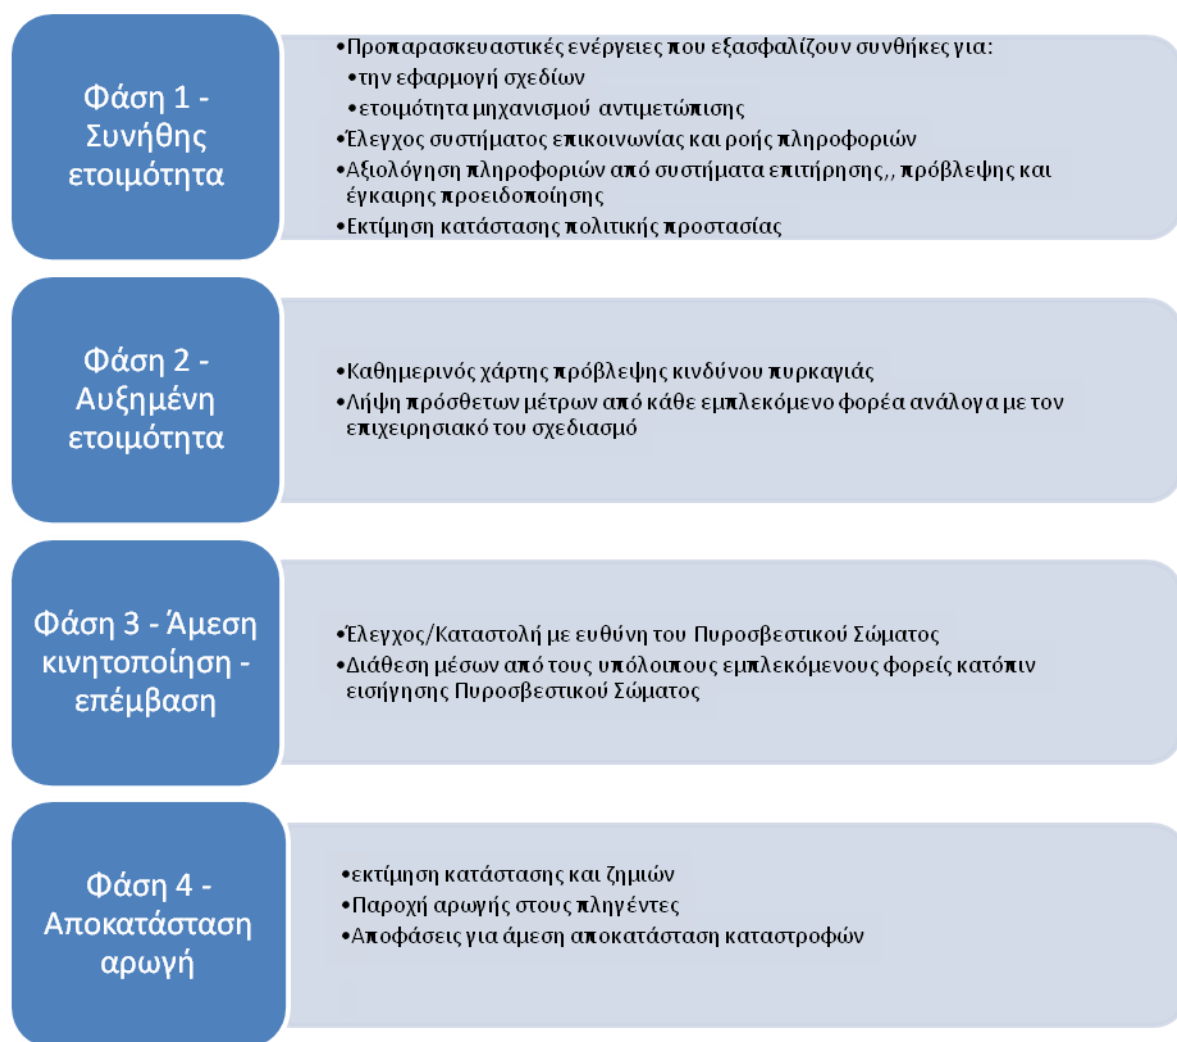 Φάση 1 -
Συνήθης
ετοιμότητα
•Προπαρασκευαστικές ενέργειες που εξασφαλίζουν συνθήκες για:
•την εφαρμογή σχεδίων
•ετοιμότητα μηχανισμού αντιμετώπισης
•Έλεγχος συστήματος επικοινωνίας και ροής πληροφοριών
•Αξιολόγηση πληροφοριών από συστήματα επιτήρησης,, πρόβλεψης και
έγκαιρης προειδοποίησης
•Εκτίμηση κατάστασης πολιτικής προστασίας
Φάση 2 -
Αυξημένη
ετοιμότητα
•Καθημερινός χάρτης πρόβλεψης κινδύνου πυρκαγιάς
•Λήψη πρόσθετων μέτρων από κάθε εμπλεκόμενο φορέα ανάλογα με τον
επιχειρησιακό του σχεδιασμό
Φάση 3 - Άμεση
κινητοποίηση -
επέμβαση
•Έλεγχος/Καταστολή με ευθύνη του Πυροσβεστικού Σώματος
•Διάθεση μέσων από τους υπόλοιπους εμπλεκόμενους φορείς κατόπιν
εισήγησης Πυροσβεστικού Σώματος
Φάση 4 -
Αποκατάσταση
αρωγή
•εκτίμηση κατάστασης και ζημιών
•Παροχή αρωγής στους πληγέντες
•Αποφάσεις για άμεση αποκατάσταση καταστροφών